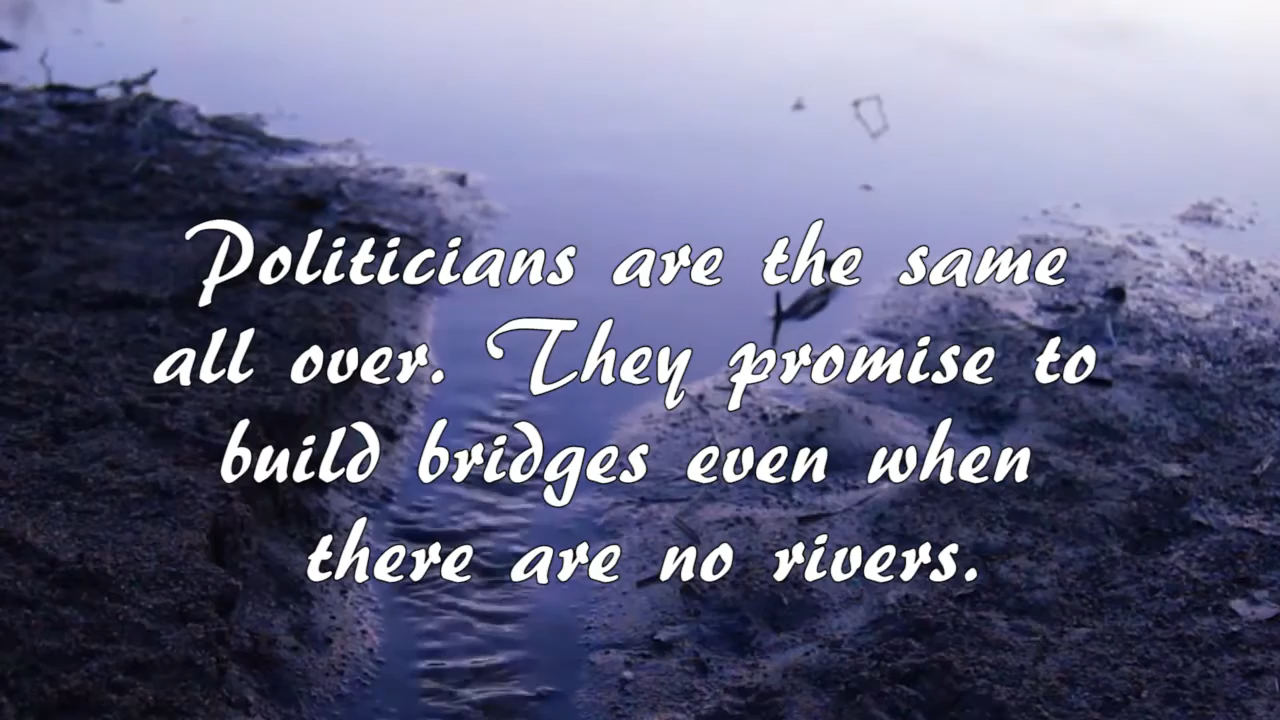 Politicians are the same
all over. They promise to
build bridges even when
there are no rivers.